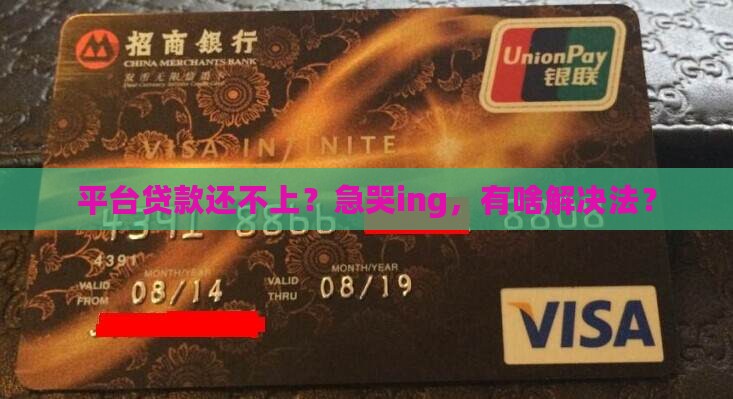 招商銀行
CHINA MERCHANTS BANK
UnionPay
银联
VISA INFINITE
平台贷款还不上？急哭ing，有啥解决法？
4391
MONTH/YEAR
MONTH/YEAR
VALID FROM 08/14 VALID THRU 08/19
VISA